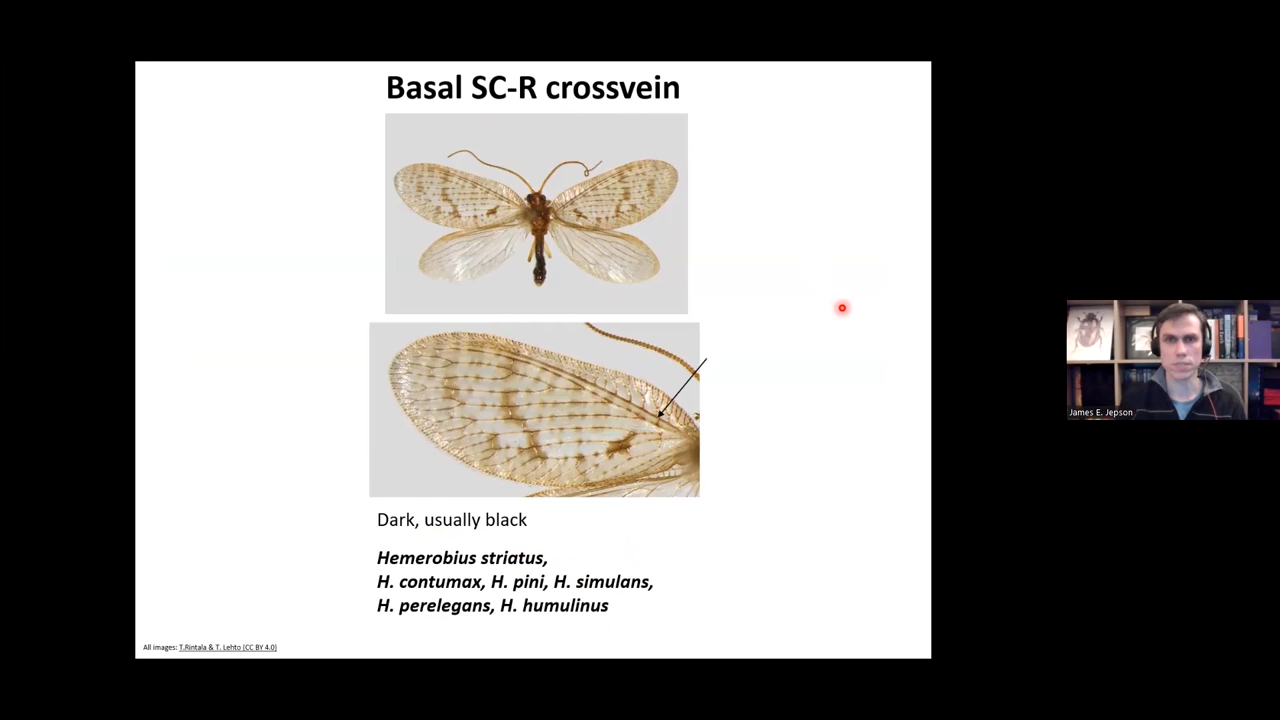 Basal SC-R crossvein
Dark, usually black
Hemerobius striatus,
H. contumax, H. pini, H. simulans,
H. perelegans, H. humulinus
All images: T.Rintala & T. Lehto (CC BY 4.0)
James E. Jepson